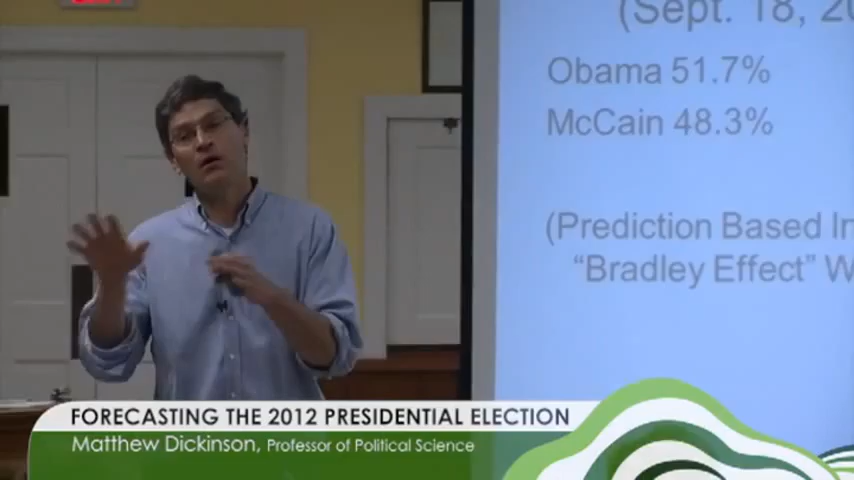 (Sept. 18, 20
Obama 51.7%
McCain 48.3%
(Prediction Based In
"Bradley Effect" W
FORECASTING THE 2012 PRESIDENTIAL ELECTION
Matthew Dickinson, Professor of Political Science